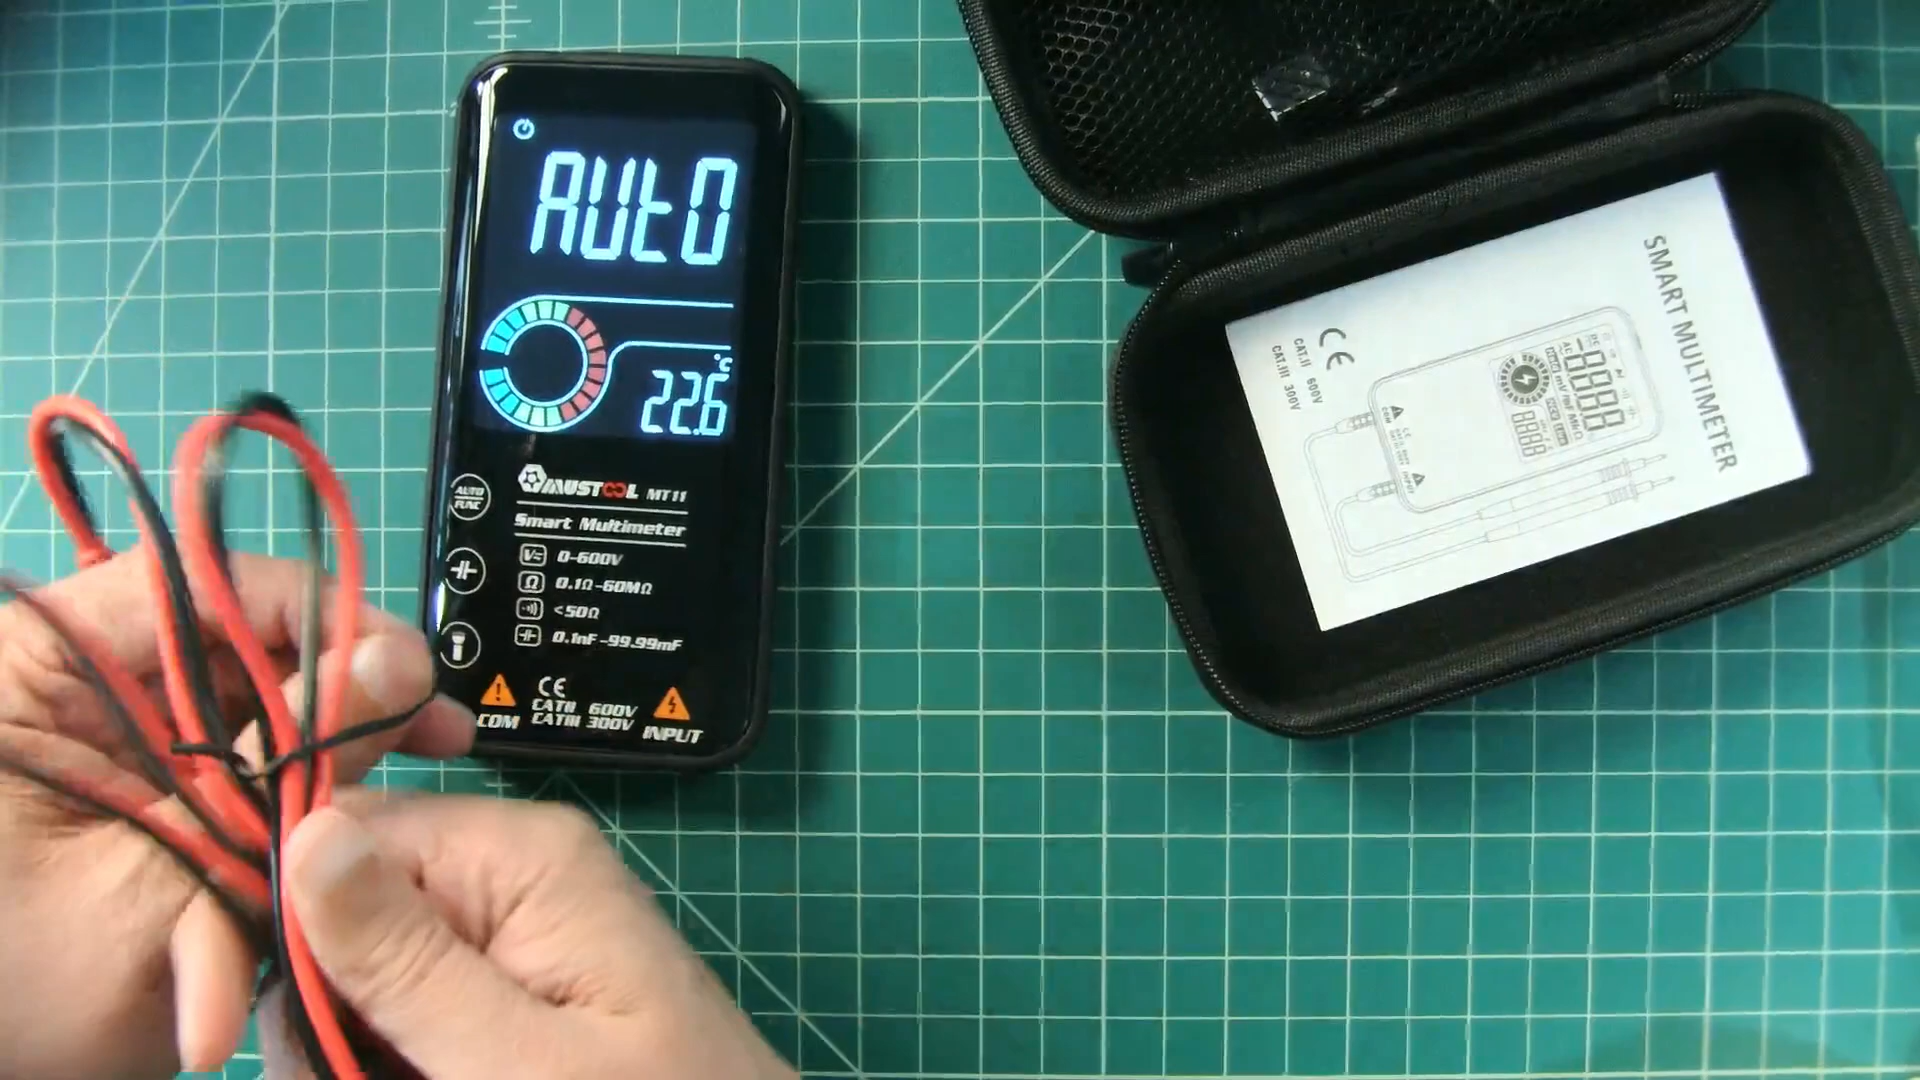 AUtO
°C
22.6
AUTO
FUNC
MUSTOOL MT11
Smart Multimeter
V 0-600V
Ω 0.1Ω-60MΩ
<50Ω
0.1nF-99.99mF
CE
COM
CATII 600V
CATIII 300V
INPUT
SMART MULTIMETER
CE
CAT.II 600V
CAT.III 300V